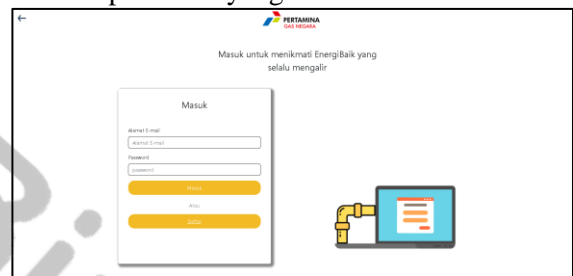 ←
PERTAMINA
GAS NEGARA
Masuk untuk menikmati EnergiBaik yang
selalu mengalir
Masuk
Alamat E-mail
Alamat E-mail
Password
password
Masuk
Atau
Daftar